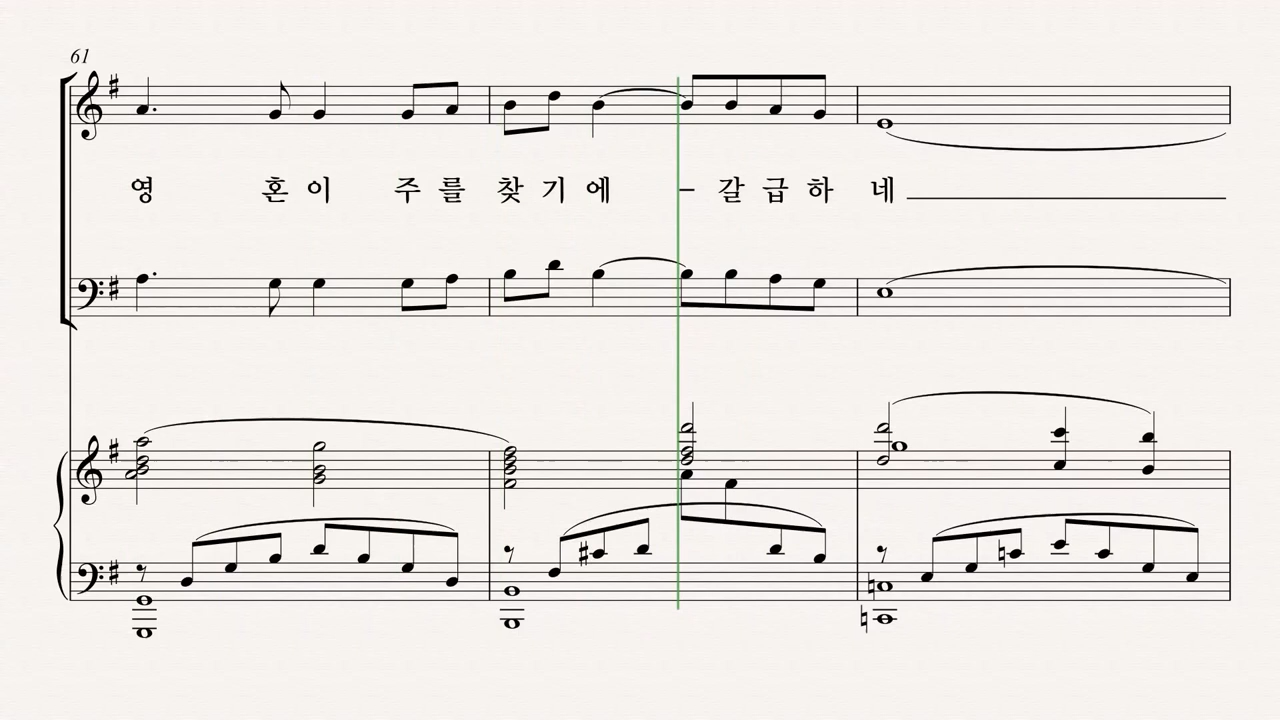 61
영 혼 이 주 를 찾 기 에 – 갈 급 하 네